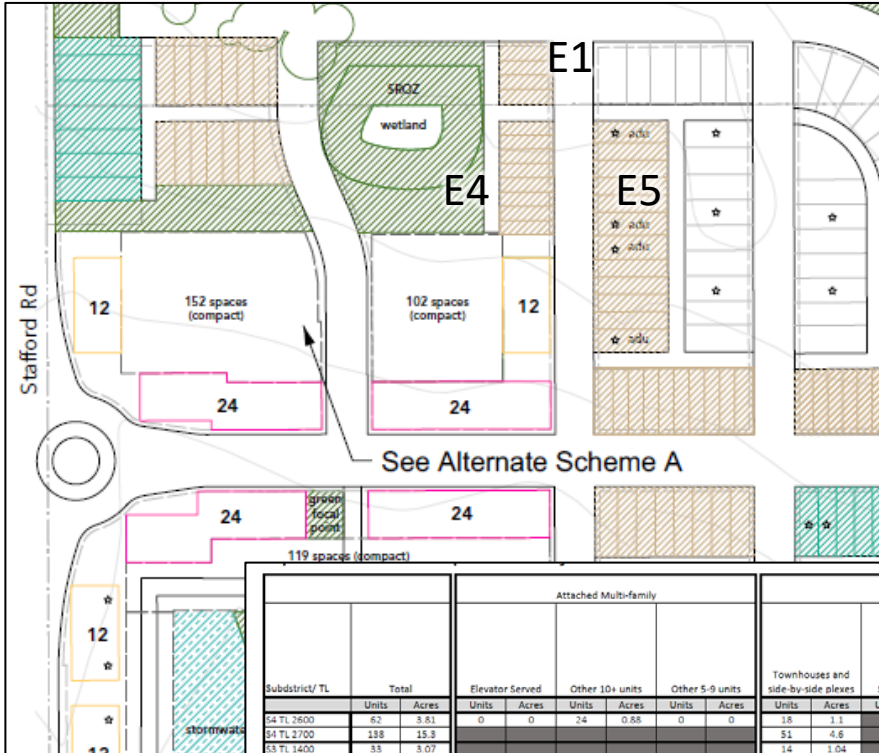 E1
SROZ
wetland
adu
E4
E5
adu
adu
adu
Stafford Rd
12
152 spaces
(compact)
102 spaces
(compact)
12
24
24
See Alternate Scheme A
24
green
focal
point
24
119 spaces (compact)
12
Attached Multi-family
Townhouses and
Subdstrict/ TL Total Elevator Served Other 10+ units Other 5-9 units side-by-side plexes
Units Acres Units Acres Units Acres Units Acres Units Acres
S4 TL 2600 62 3.81 0 0 24 0.88 0 0 18 1.1
S4 TL 2700 138 15.3 51 4.6
S3 TL 1400 33 3.07 14 1.04
stormwate